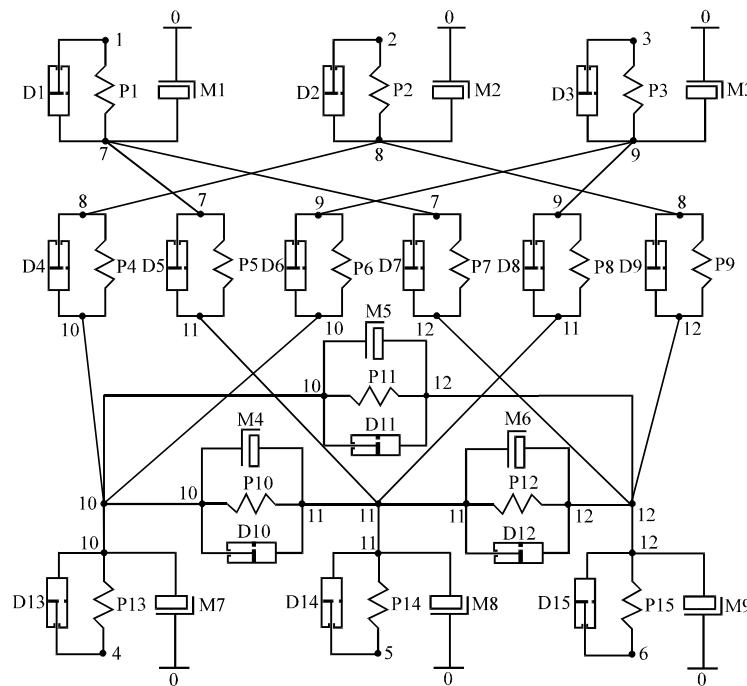 0 0 0
1 2 3
D1 P1 M1 D2 P2 M2 D3 P3 M3
7 8 9
8 7 9 7 9 8
D4 P4 D5 P5 D6 P6 D7 P7 D8 P8 D9 P9
10 11 10 12 11 12
M5
10 P11 12
D11
M4 M6
10 10 P10 11 11 11 P12 12 12
D10 D12
10 11 12
D13 P13 M7 D14 P14 M8 D15 P15 M9
4 5 6
0 0 0